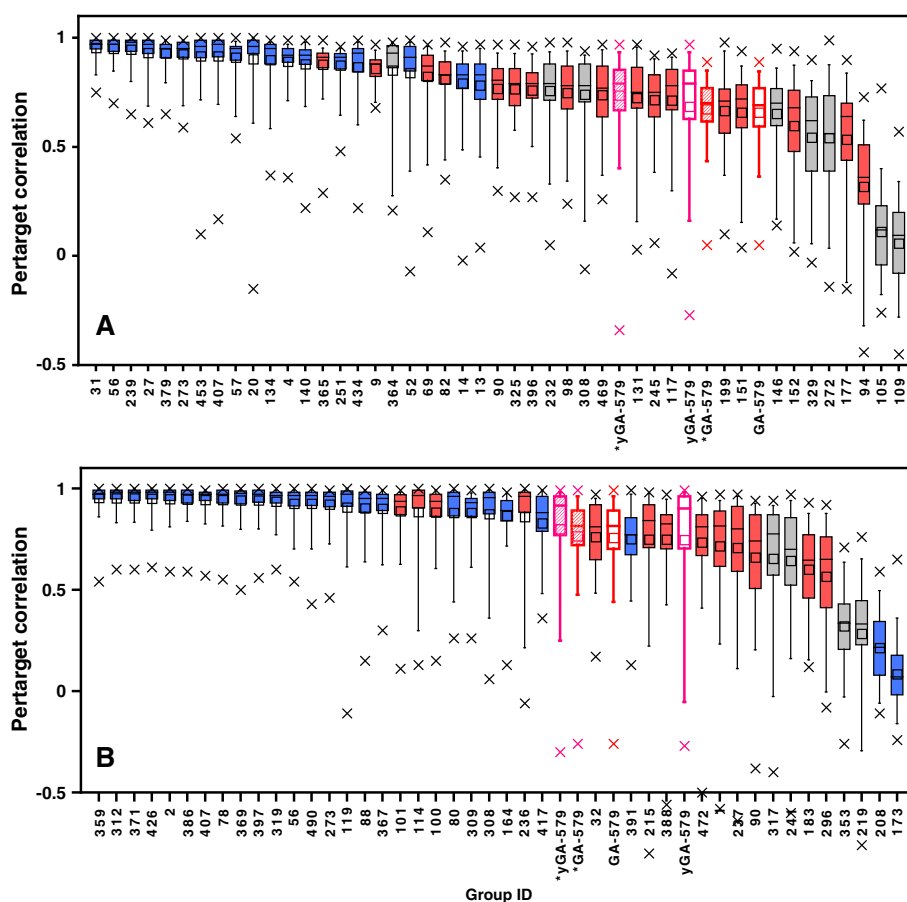 Pertarget correlation
1
0.5
0
-0.5
A
31 56 239 27 379 273 453 407 57 20 134 4 140 365 251 434 9 364 52 69 82 14 13 90 325 396 232 98 308 469 *yGA-579 131 245 117 yGA-579 *GA-579 199 151 GA-579 146 152 329 272 177 94 105 109
Pertarget correlation
1
0.5
0
-0.5
B
359 312 371 426 2 386 407 78 369 397 319 56 490 273 119 88 367 101 114 100 80 309 308 164 236 417 *yGA-579 *GA-579 32 GA-579 391 215 388 yGA-579 472 237 90 317 183 296 353 219 208 173
Group ID